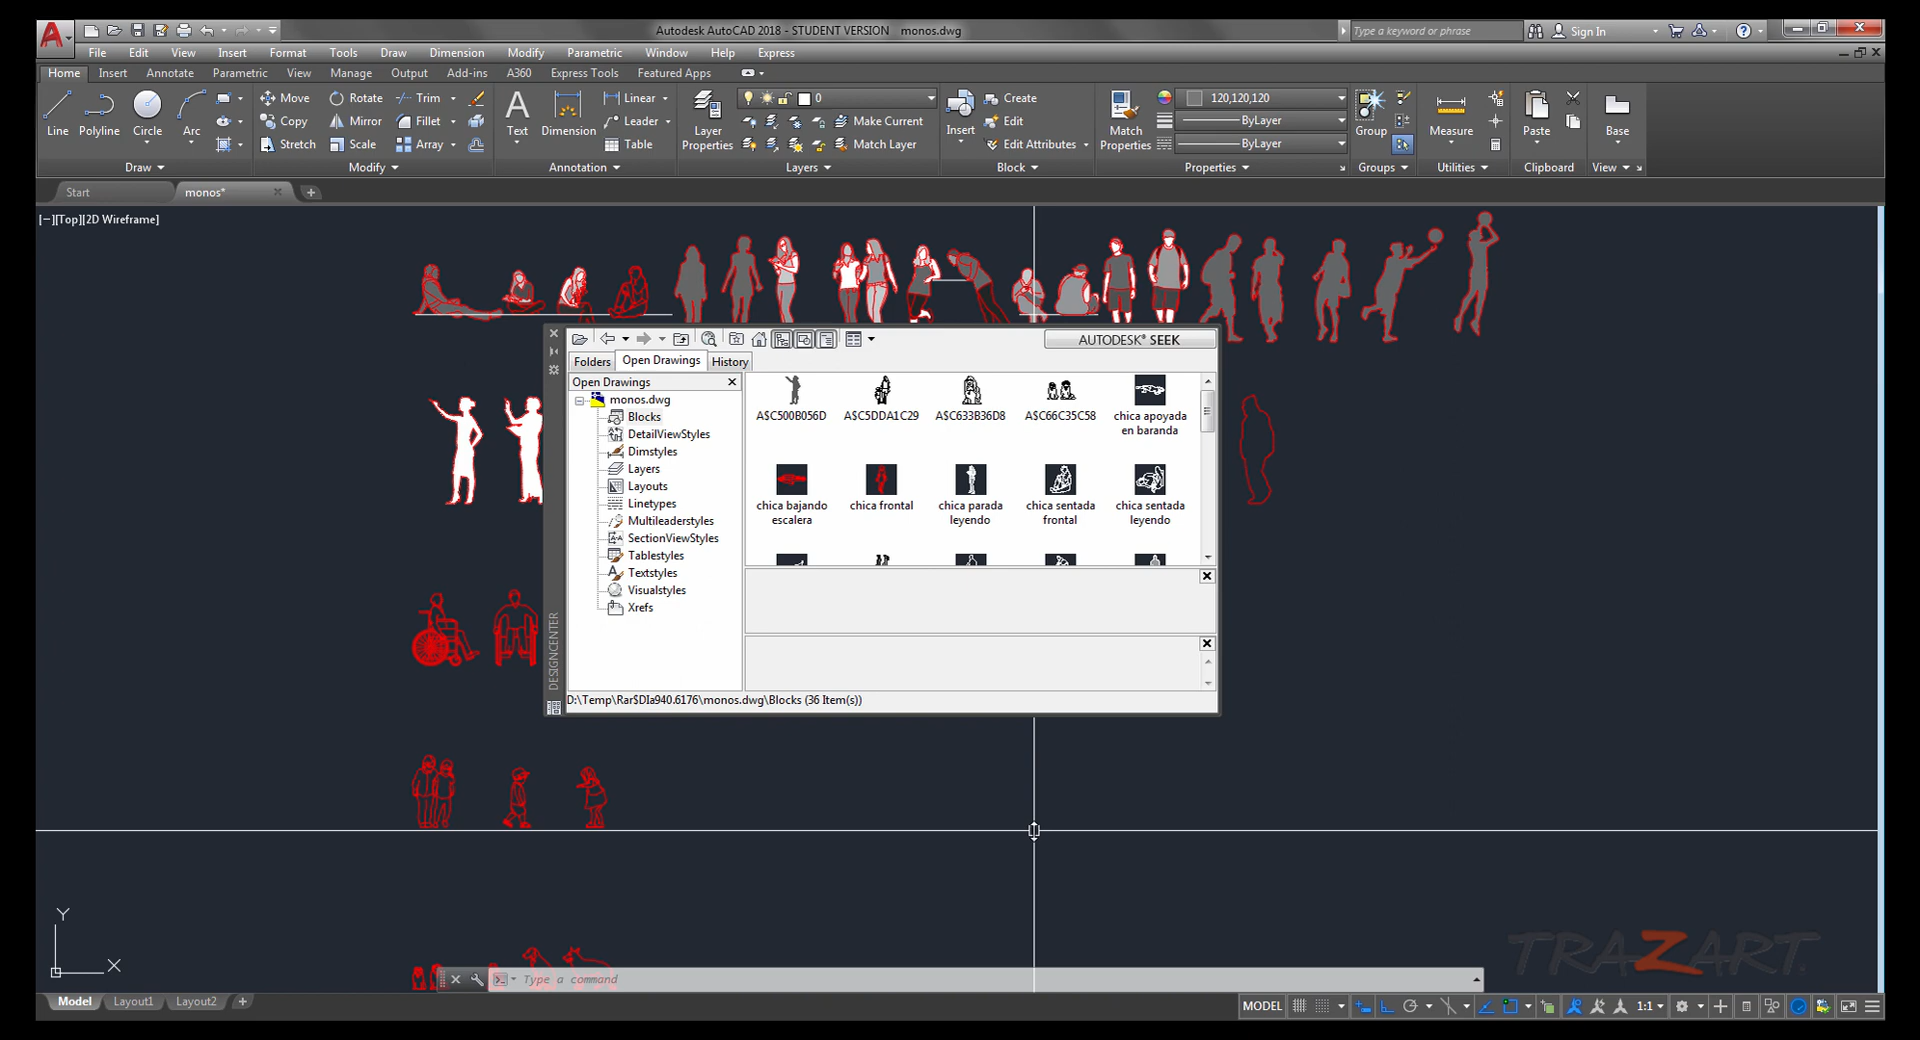 Autodesk AutoCAD 2018 - STUDENT VERSION monos.dwg
Type a keyword or phrase
Sign In
File Edit View Insert Format Tools Draw Dimension Modify Parametric Window Express
Home Insert Annotate Parametric View Manage Output Add-ins A360 Express Tools Featured Apps
Line Polyline Circle Arc
Move Rotate Trim
Copy Mirror Fillet
Stretch Scale Array
Text Dimension
Linear
Leader
Table
Layer Properties
0
Make Current
Match Layer
Insert
Create
Edit
Edit Attributes
Match Properties
120,120,120
ByLayer
ByLayer
Group
Measure
Paste
Base
Draw Modify Annotation Layers Block Properties Groups Utilities Clipboard View
Start monos*
[−][Top][2D Wireframe]
AUTODESK® SEEK
Folders Open Drawings History
Open Drawings
monos.dwg
Blocks
DetailViewStyles
Dimstyles
Layers
Layouts
Linetypes
Multileaderstyles
SectionViewStyles
Tablestyles
Textstyles
Visualstyles
Xrefs
A$C500B056D A$C5DDA1C29 A$C633B36D8 A$C66C35C58 chica apoyada en baranda
chica bajando escalera chica frontal chica parada leyendo chica sentada frontal chica sentada leyendo
DESIGNCENTER
D:\Temp\Rar$DIa940.6176\monos.dwg\Blocks (36 Item(s))
Y
X
TRAZART.
Type a command
Model Layout1 Layout2
MODEL
1:1